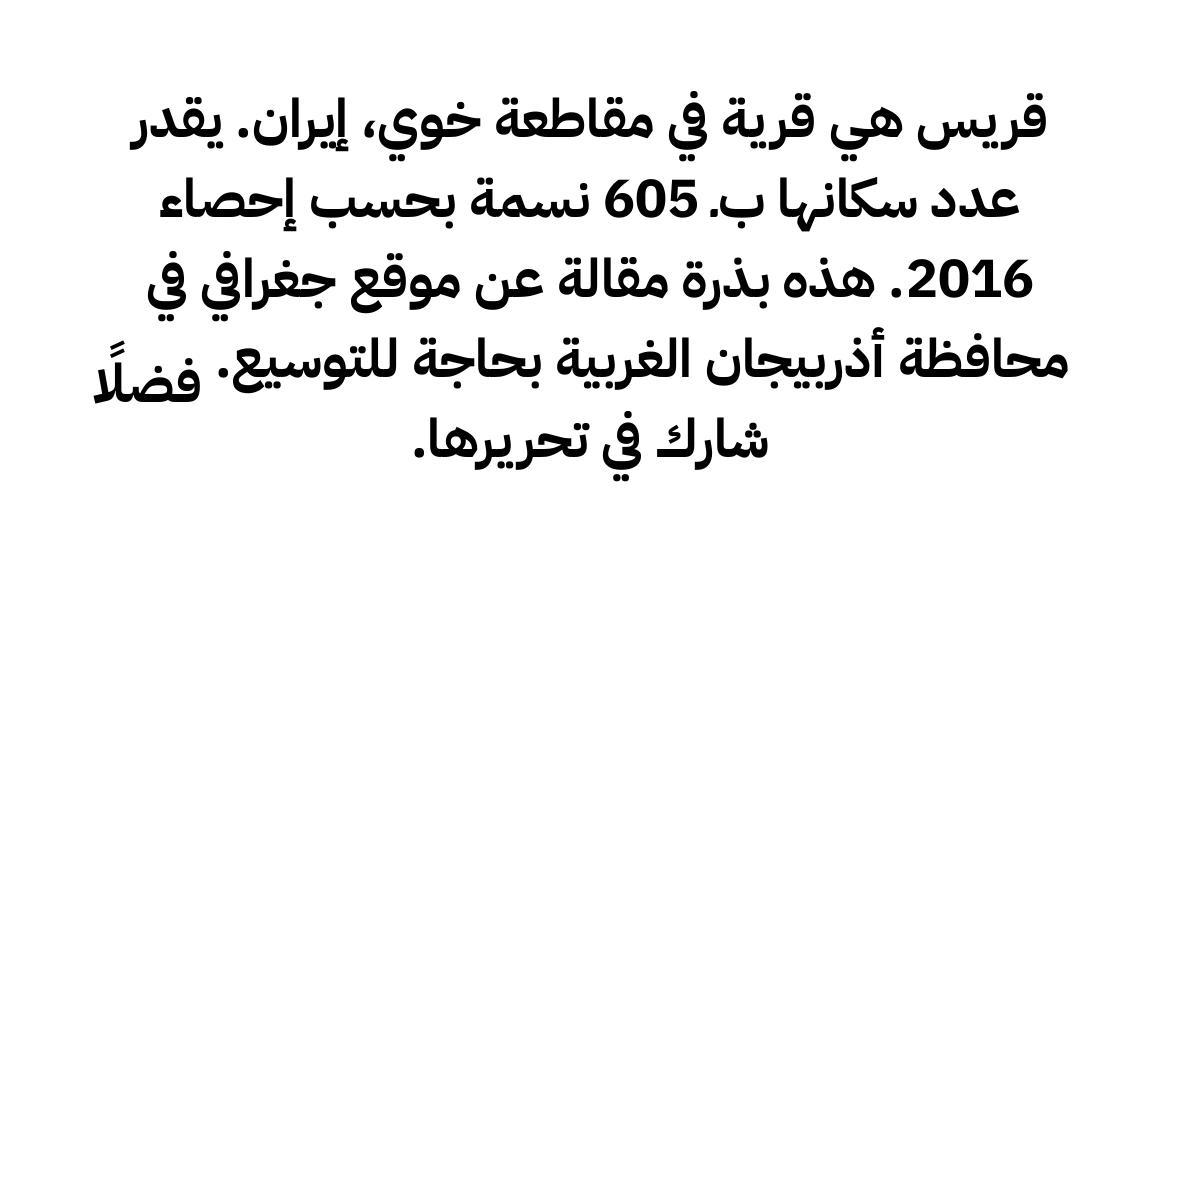 قريس هي قرية في مقاطعة خوي، إيران. يقدر
عدد سكانها ب. 605 نسمة بحسب إحصاء
2016. هذه بذرة مقالة عن موقع جغرافي في
محافظة أذربيجان الغربية بحاجة للتوسيع. فضلًا
شارك في تحريرها.